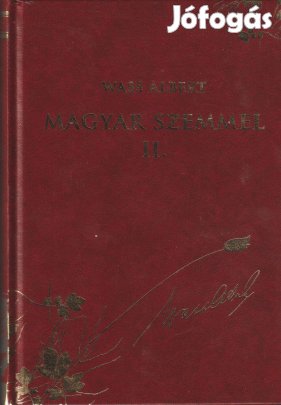 Jófogás
WASS ALBERT
MAGYAR SZEMMEL
II.